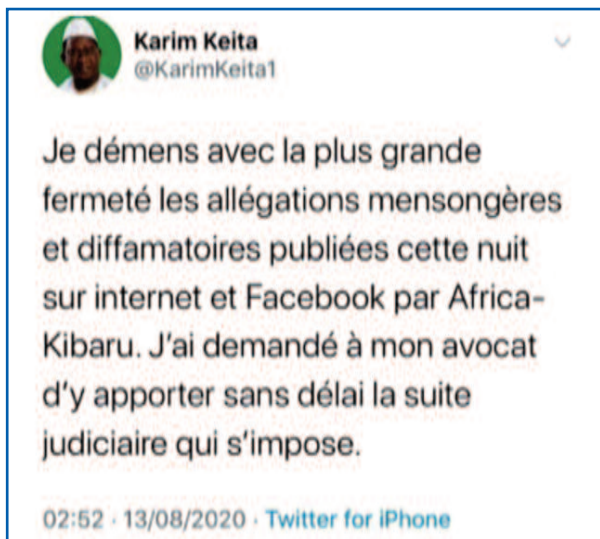 Karim Keita
@KarimKeita1
Je démens avec la plus grande
fermeté les allégations mensongères
et diffamatoires publiées cette nuit
sur internet et Facebook par Africa-
Kibaru. J'ai demandé à mon avocat
d'y apporter sans délai la suite
judiciaire qui s'impose.
02:52 · 13/08/2020 · Twitter for iPhone